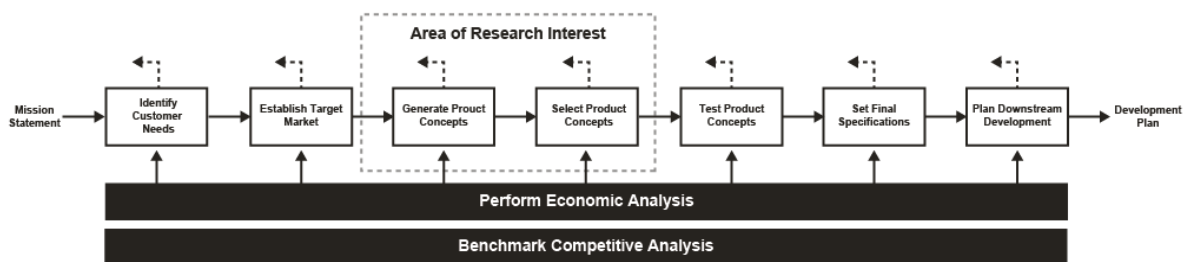 Area of Research Interest
Mission
Statement
Identify
Customer
Needs
Establish Target
Market
Generate Prouct
Concepts
Select Product
Concepts
Test Product
Concepts
Set Final
Specifications
Plan Downstream
Development
Development
Plan
Perform Economic Analysis
Benchmark Competitive Analysis